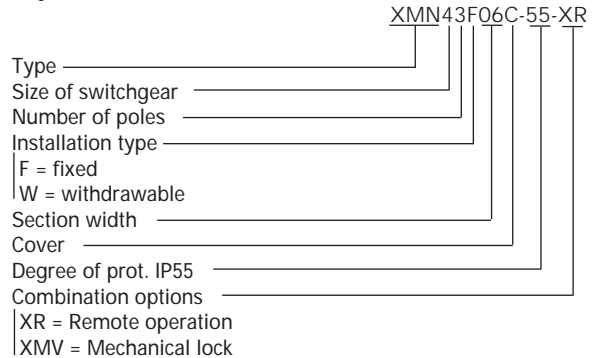 XMN43F06C-55-XR
Type
Size of switchgear
Number of poles
Installation type
F = fixed
W = withdrawable
Section width
Cover
Degree of prot. IP55
Combination options
XR = Remote operation
XMV = Mechanical lock